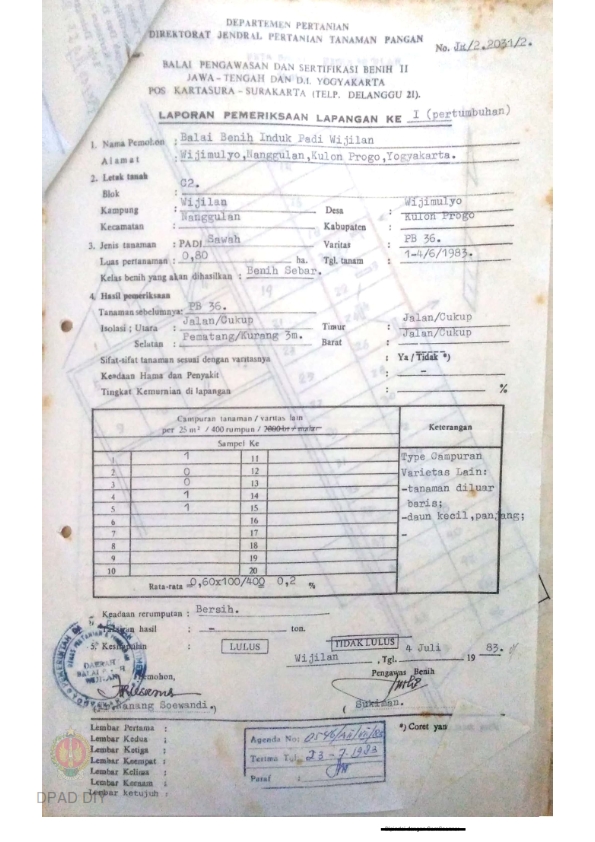 DEPARTEMEN PERTANIAN
DIREKTORAT JENDRAL PERTANIAN TANAMAN PANGAN
No. Jt/2.2031/2.
BALAI PENGAWASAN DAN SERTIFIKASI BENIH II
JAWA-TENGAH DAN D.I. YOGYAKARTA
POS KARTASURA-SURAKARTA (TELP. DELANGGU 21).
LAPORAN PEMERIKSAAN LAPANGAN KE I (pertumbuhan)
1. Nama Pemohon : Balai Benih Induk Padi Wijilan
Alamat : Wijimulyo,Nanggulan,Kulon Progo,Yogyakarta.
2. Letak tanah
Blok : C2.
Kampung : Wijilan Desa : Wijimulyo
Kecamatan : Nanggulan Kabupaten : Kulon Progo
3. Jenis tanaman : PADI Sawah Varitas : PB 36.
Luas pertanaman : 0,80 ha. Tgl. tanam : 1-4/6/1983.
Kelas benih yang akan dihasilkan : Benih Sebar.
4. Hasil pemeriksaan
Tanaman sebelumnya: PB 36.
Isolasi ; Utara : Jalan/Cukup Timur : Jalan/Cukup
Selatan : Pematang/Kurang 3m. Barat : Jalan/Cukup
Sifat-sifat tanaman sesuai dengan varitasnya : Ya / Tidak *)
Keadaan Hama dan Penyakit : -
Tingkat Kemurnian di lapangan : - %
Campuran tanaman / varitas lain
per 25 m² / 400 rumpun / 2000 br / malai
Keterangan
Sampel Ke
1 1 11
2 0 12
3 0 13
4 1 14
5 1 15
6 16
7 17
8 18
9 19
10 20
Type Campuran
Varietas Lain:
-tanaman diluar
baris;
-daun kecil,panjang;
-
Rata-rata = 0,60x100/400 0,2 %
Keadaan rerumputan : Bersih.
Taksiran hasil : - ton.
5. Kesimpulan : LULUS TIDAK LULUS
Wijilan , Tgl. 4 Juli 1983.
Pemohon, Pengawas Benih
( Nanang Soewandi. ) ( Sukiman.
*) Coret yan
Lembar Pertama :
Lembar Kedua :
Lembar Ketiga :
Lembar Keempat :
Lembar Kelima :
Lembar Keenam :
Lembar ketujuh :
Agenda No:
Terima Tgl. 23-7-1983
Paraf :
DPAD DIY